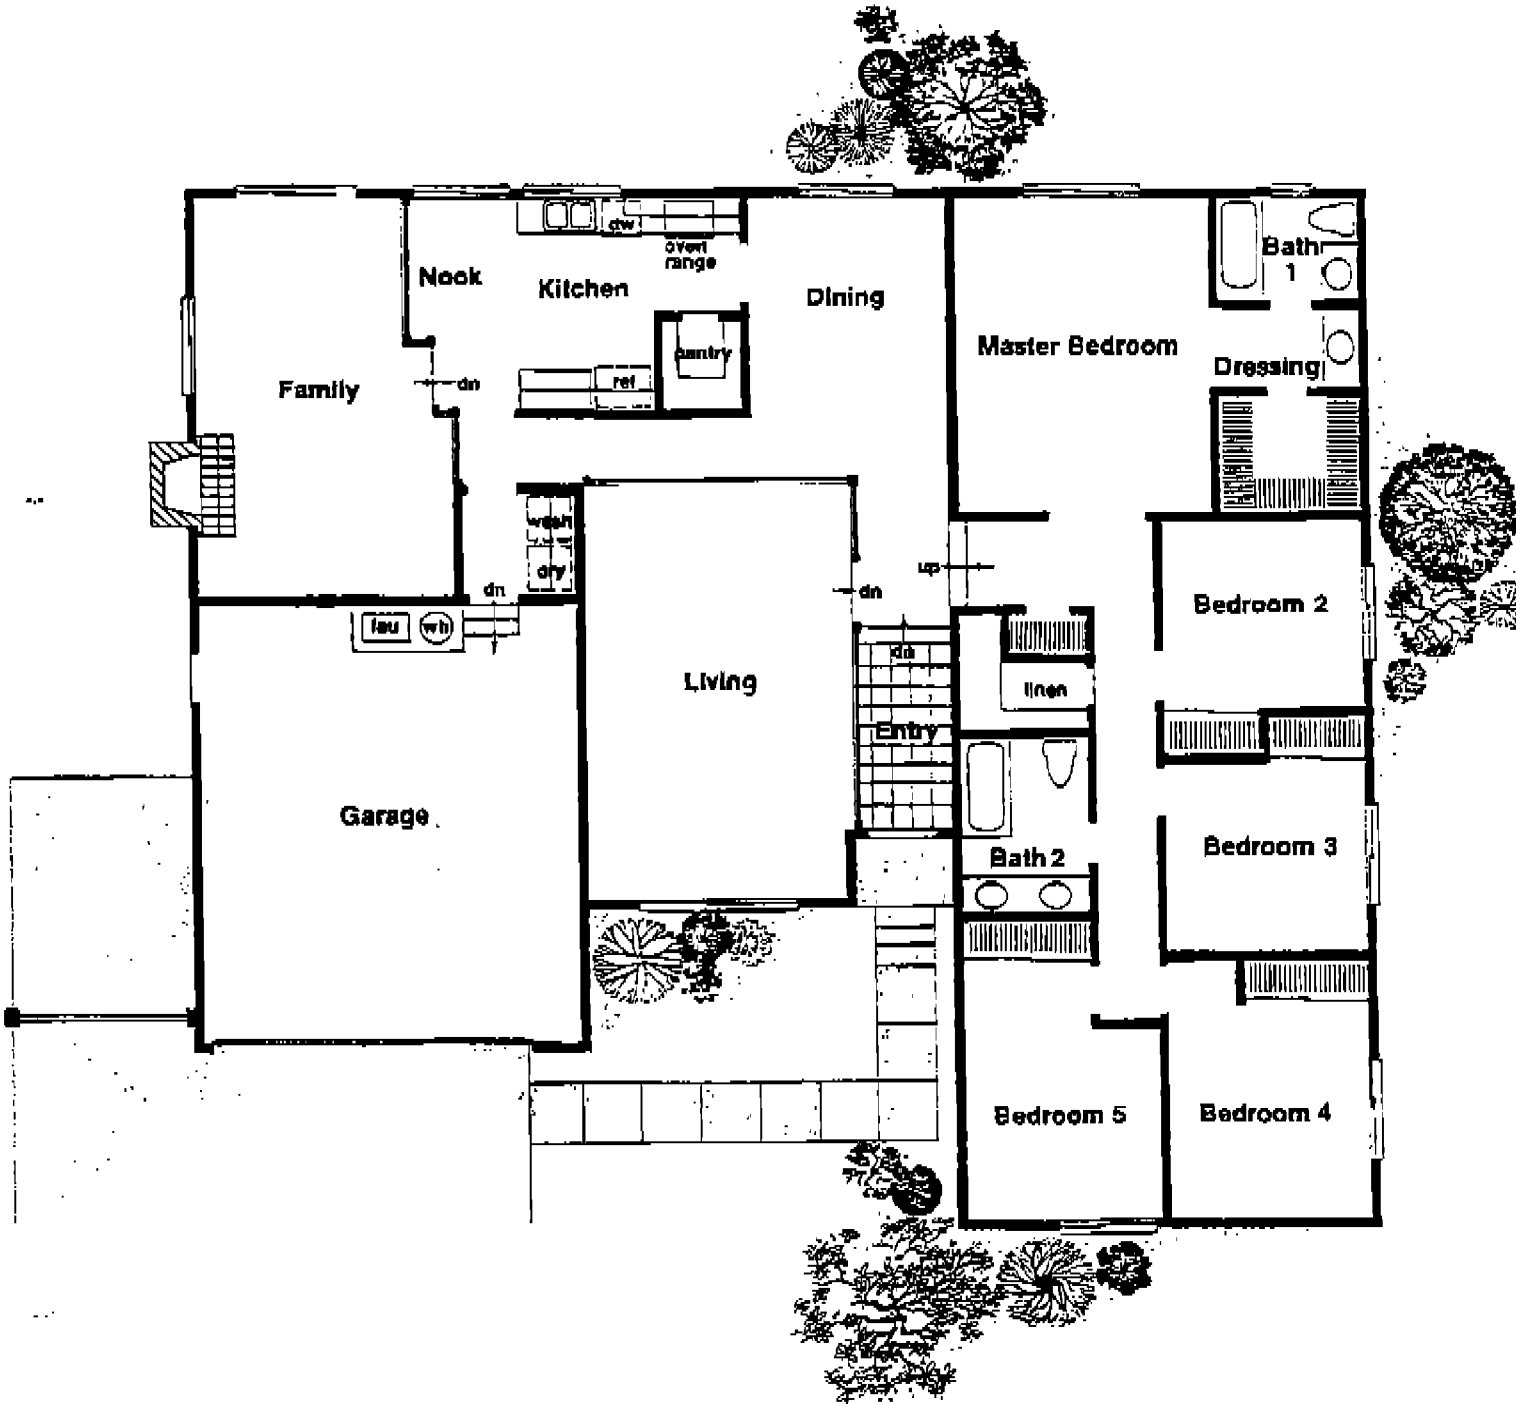 Bath
1
dw
oven
range
Nook
Kitchen
Dining
Master Bedroom
pantry
Dressing
Family
dn
ref
wash
dry
up
dn
dn
Bedroom 2
lau
wh
dn
Living
linen
Entry
Garage
Bedroom 3
Bath 2
Bedroom 5
Bedroom 4